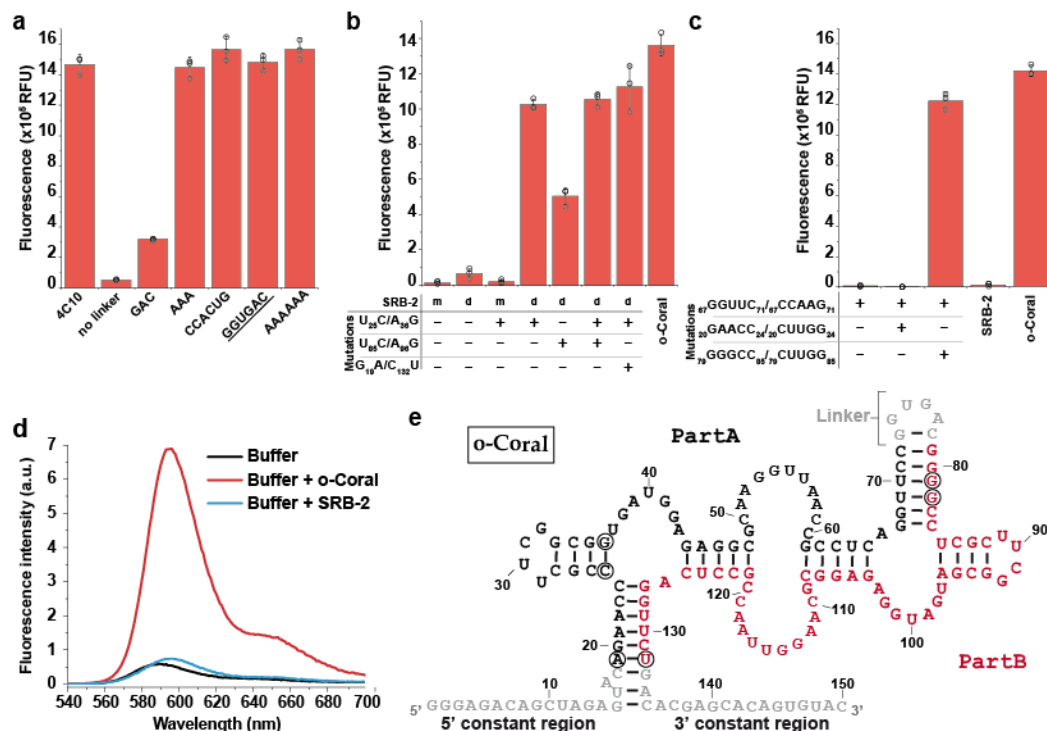 a
Fluorescence (x10⁵ RFU)
16
14
12
10
8
6
4
2
0
4C10
no linker
GAC
AAA
CCACUG
GGUGAC
AAAAAA
b
Fluorescence (x10⁵ RFU)
14
12
10
8
6
4
2
0
SRB-2 m d m d d d d
o-Coral
Mutations
U₂₅C/A₃₆G – – + + – + +
U₈₅C/A₉₆G – – – – + + –
G₁₉A/C₁₃₂U – – – – – – +
c
Fluorescence (x10⁵ RFU)
16
14
12
10
8
6
4
2
0
Mutations
₆₇GGUUC₇₁/₆₇CCAAG₇₁ + + +
₂₀GAACC₂₄/₂₀CUUGG₂₄ – + –
₇₉GGGCC₈₅/₇₉CUUGG₈₅ – – +
SRB-2
o-Coral
d
Fluorescence intensity (a.u.)
7
6
5
4
3
2
1
0
Buffer
Buffer + o-Coral
Buffer + SRB-2
540 560 580 600 620 640 660 680 700
Wavelength (nm)
e
o-Coral
PartA
Linker
PartB
10
20
30
40
50
60
70
80
90
100
110
120
130
140
150
5' GGGAGACAGCUAGAG
CACGAGCACAGUGUAC 3'
5' constant region
3' constant region